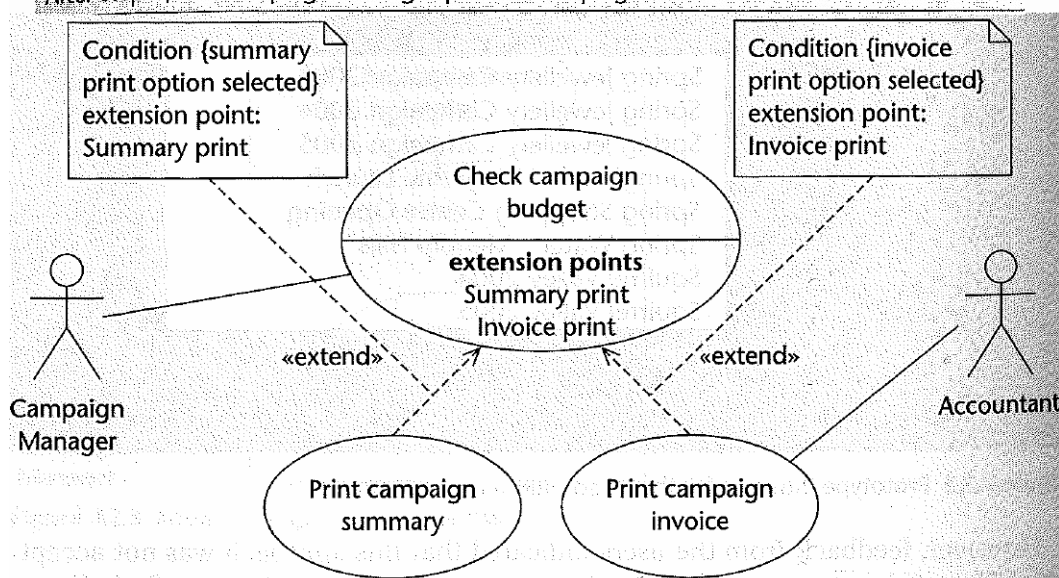 Condition {summary
print option selected}
extension point:
Summary print
Condition {invoice
print option selected}
extension point:
Invoice print
Check campaign
budget
extension points
Summary print
Invoice print
«extend»
«extend»
Campaign
Manager
Accountant
Print campaign
summary
Print campaign
invoice